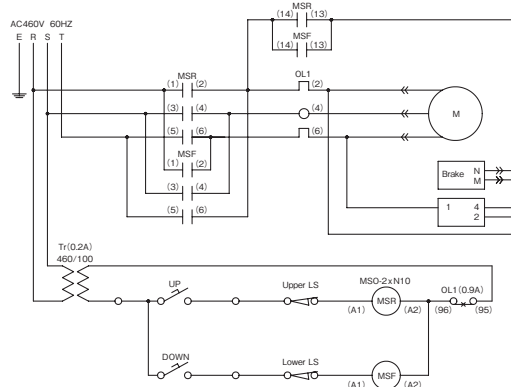 MSR
(14) (13)
MSF
(14) (13)
AC460V 60HZ
E R S T
MSR
(1) (2)
OL1
(2)
(3) (4)
(4)
M
(5) (6)
(6)
MSF
(1) (2)
Brake N
M
(3) (4)
(5) (6)
1 4
2
Tr(0.2A)
460/100
UP
Upper LS
MSO-2xN10
OL1(0.9A)
MSR
(A1) (A2) (96) (95)
DOWN
Lower LS
MSF
(A1) (A2)